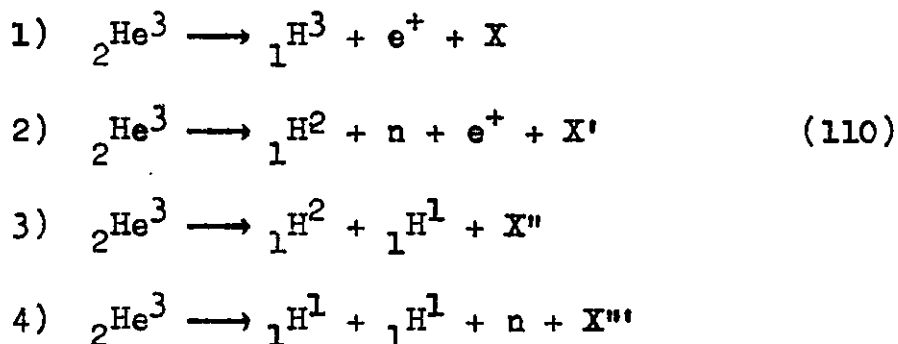 1) ₂He³ ⟶ ₁H³ + e⁺ + X
2) ₂He³ ⟶ ₁H² + n + e⁺ + X' (110)
3) ₂He³ ⟶ ₁H² + ₁H¹ + X"
4) ₂He³ ⟶ ₁H¹ + ₁H¹ + n + X"'